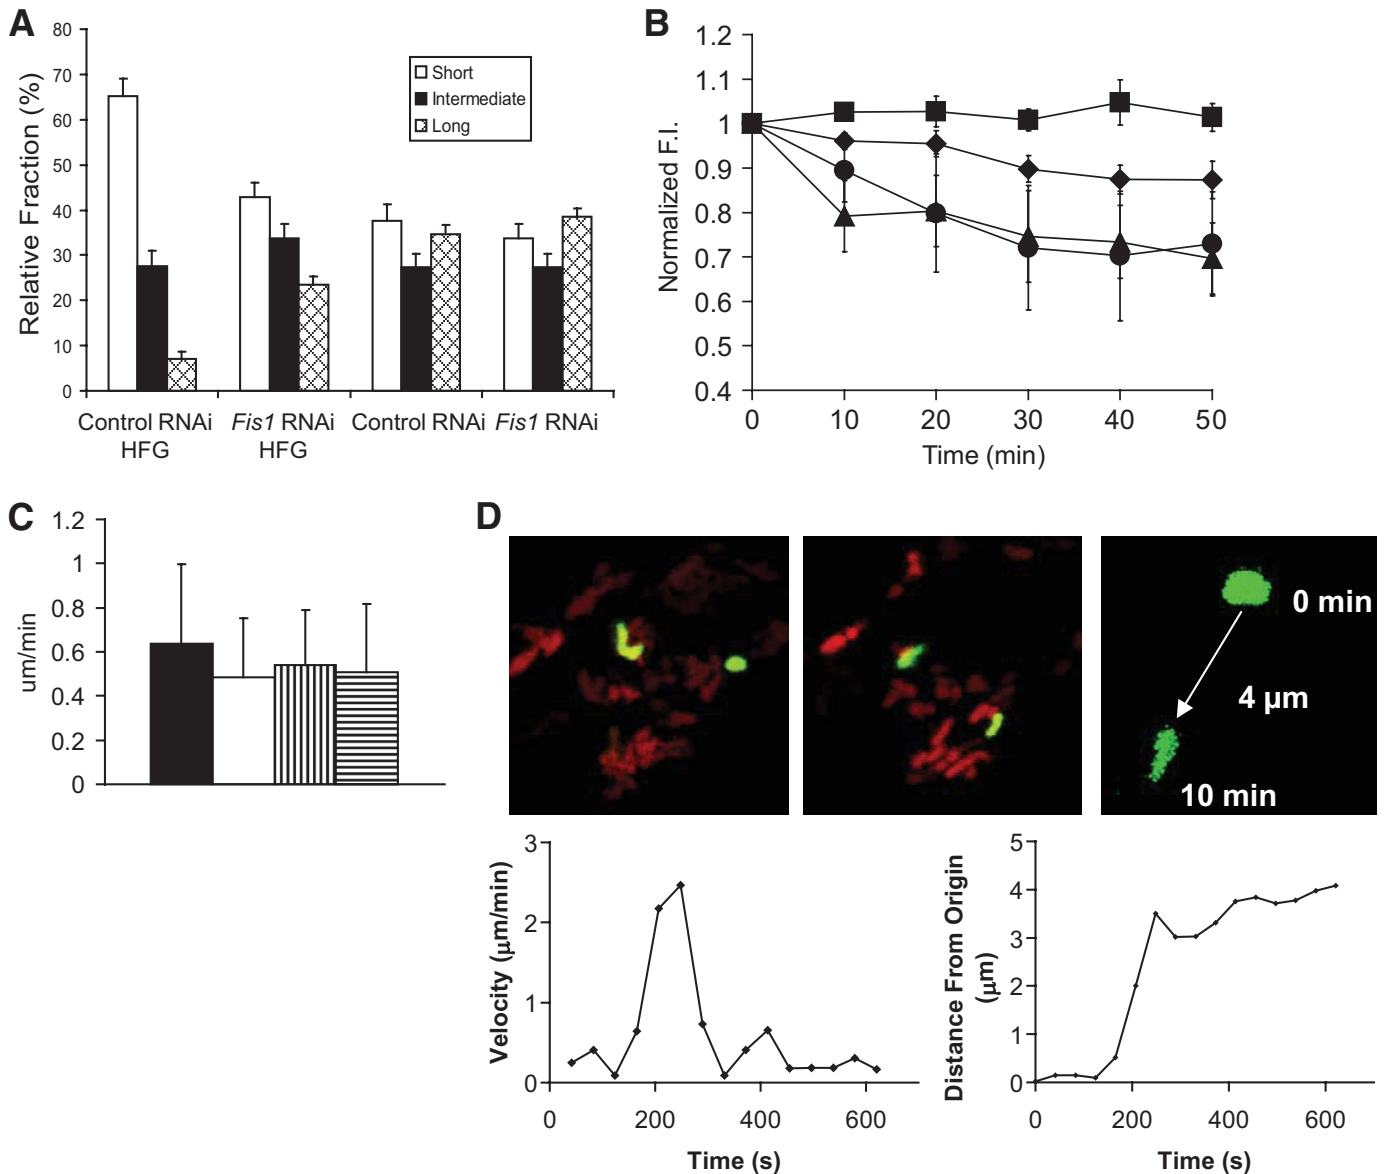 A
80
70
60
50
40
30
20
10
0
Relative Fraction (%)
Short
Intermediate
Long
Control RNAi
HFG
Fis1 RNAi
HFG
Control RNAi
Fis1 RNAi
B
1.2
1.1
1
0.9
0.8
0.7
0.6
0.5
0.4
Normalized F.I.
0
10
20
30
40
50
Time (min)
C
1.2
1
0.8
0.6
0.4
0.2
0
um/min
D
0 min
4 µm
10 min
3
2
1
0
Velocity (µm/min)
0
200
400
600
Time (s)
5
4
3
2
1
0
Distance From Origin
(µm)
0
200
400
600
Time (s)